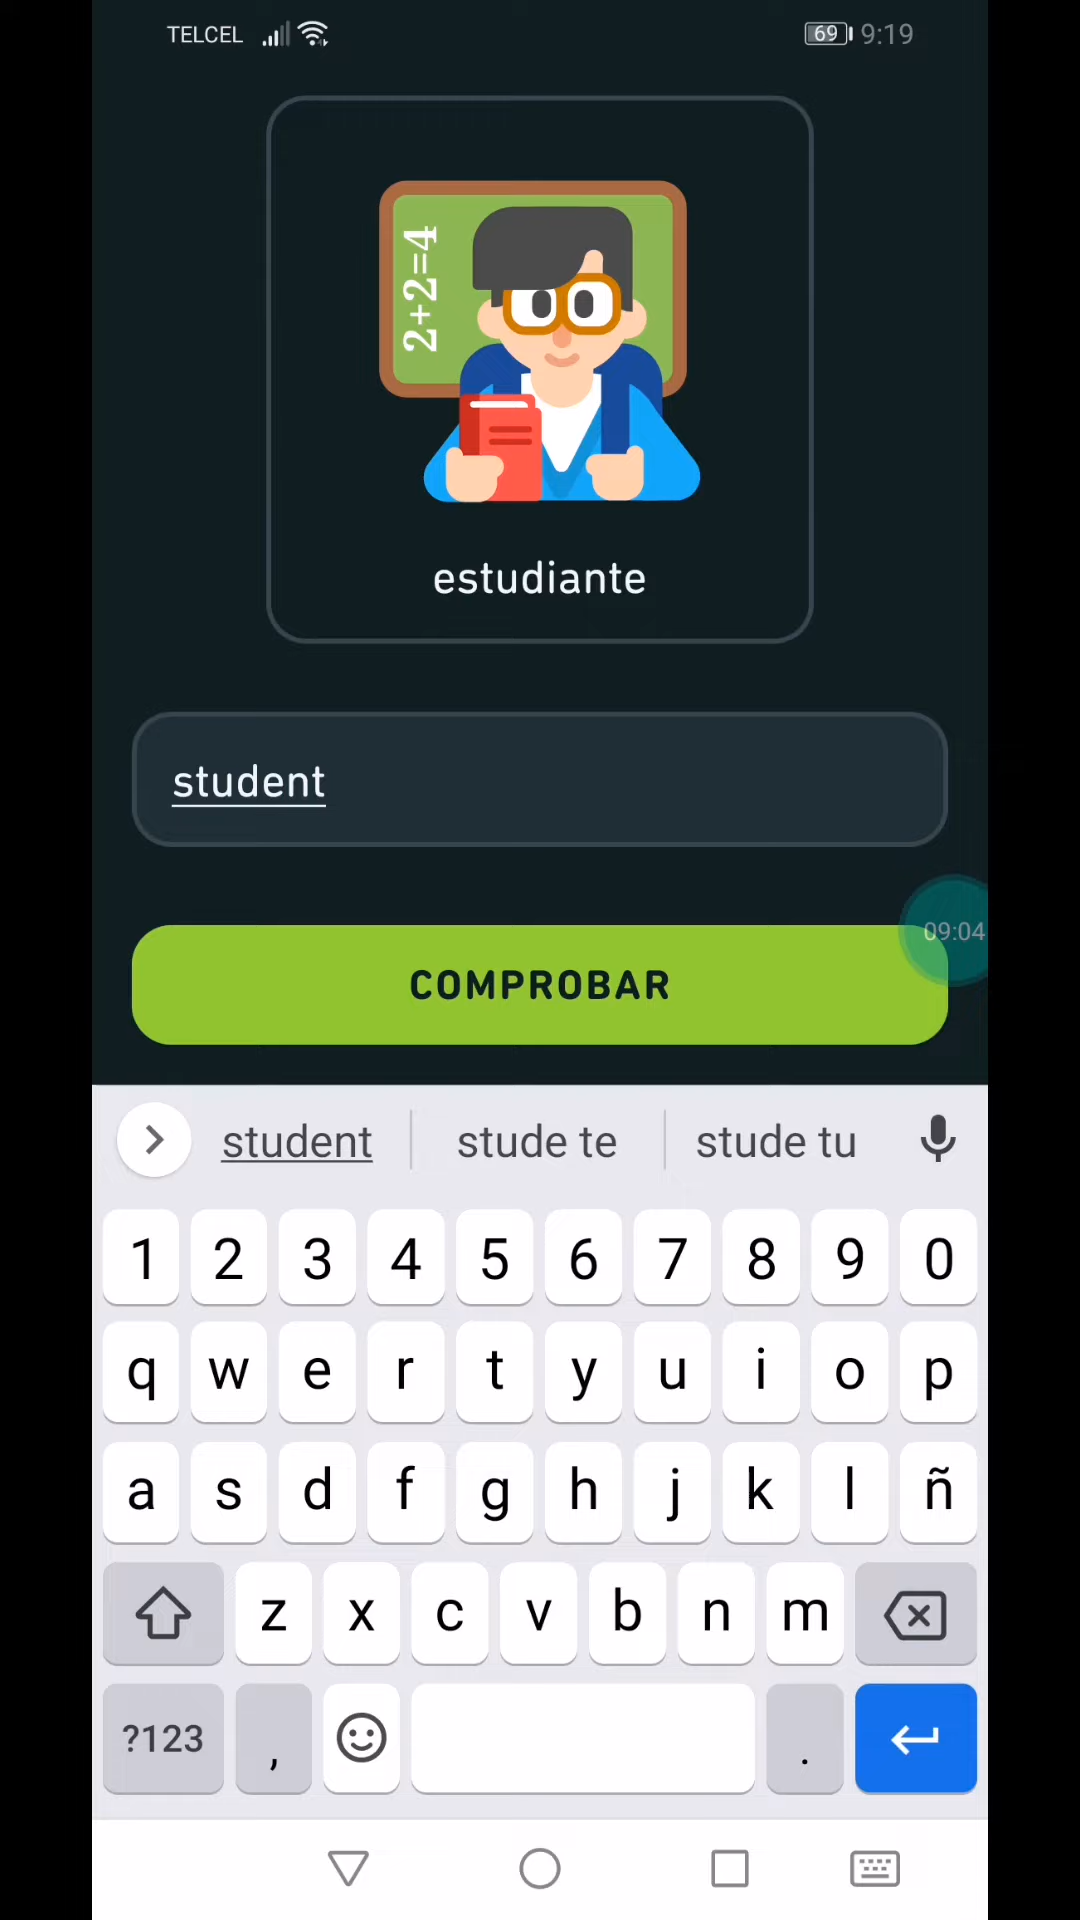 TELCEL 69 9:19
2+2=4
estudiante
student
09:04
COMPROBAR
student stude te stude tu
1 2 3 4 5 6 7 8 9 0
q w e r t y u i o p
a s d f g h j k l ñ
z x c v b n m
?123 , .